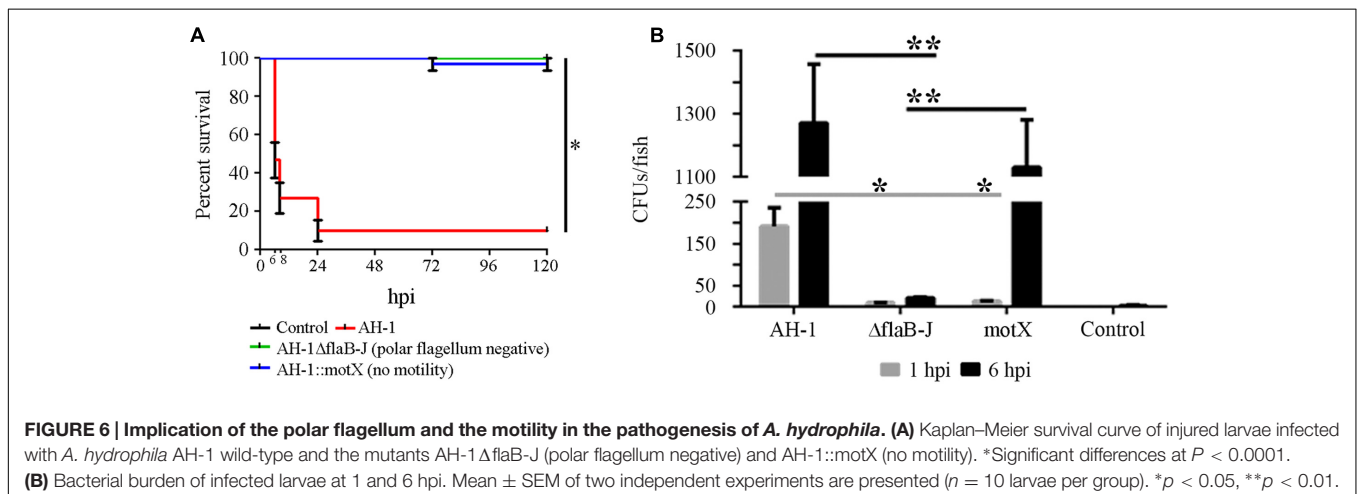 A
100
80
60
40
20
0
Percent survival
*
0 6 8 24 48 72 96 120
hpi
Control AH-1
AH-1ΔflaB-J (polar flagellum negative)
AH-1::motX (no motility)
B
1500
1300
1100
250
150
50
0
CFUs/fish
**
**
* *
AH-1 ΔflaB-J motX Control
1 hpi 6 hpi
FIGURE 6 | Implication of the polar flagellum and the motility in the pathogenesis of A. hydrophila. (A) Kaplan–Meier survival curve of injured larvae infected
with A. hydrophila AH-1 wild-type and the mutants AH-1ΔflaB-J (polar flagellum negative) and AH-1::motX (no motility). *Significant differences at P < 0.0001.
(B) Bacterial burden of infected larvae at 1 and 6 hpi. Mean ± SEM of two independent experiments are presented (n = 10 larvae per group). *p < 0.05, **p < 0.01.